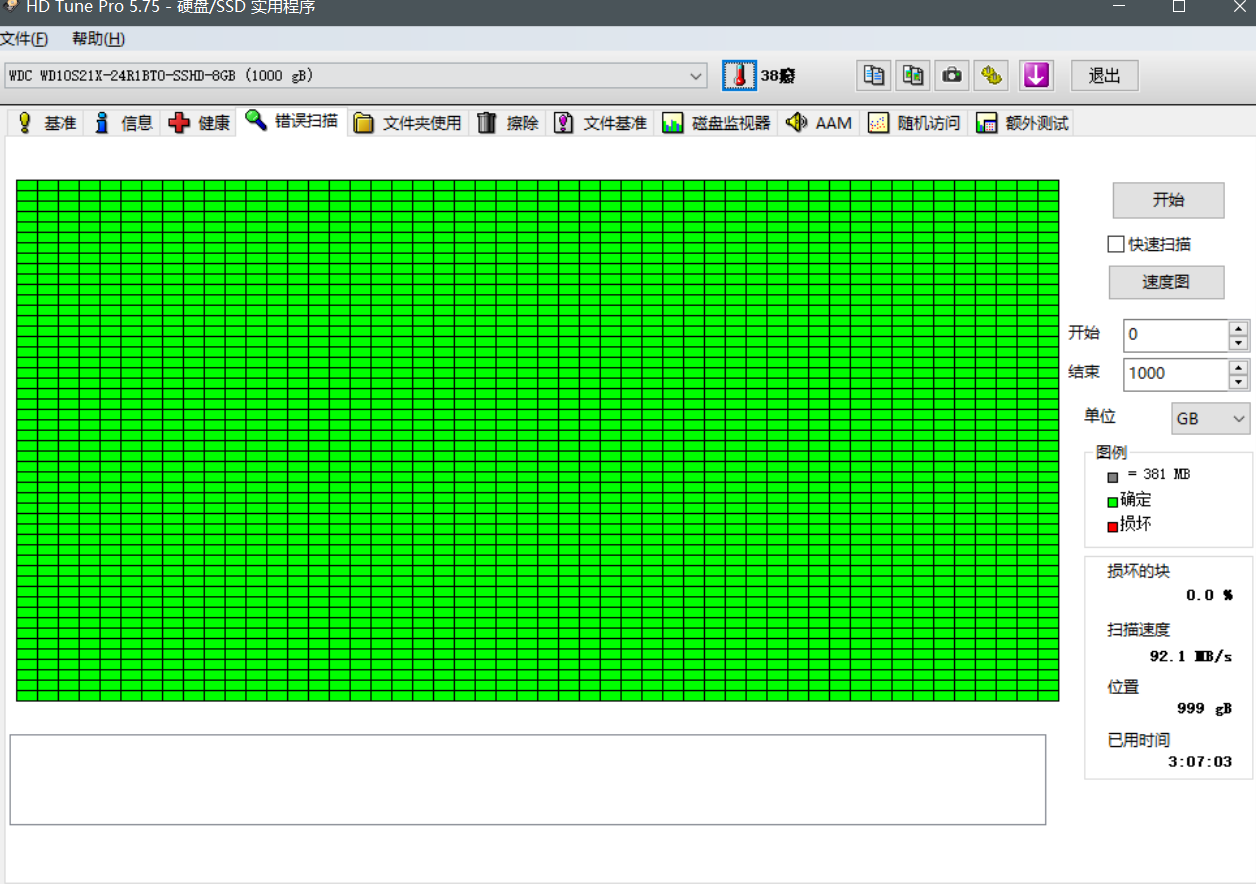 HD Tune Pro 5.75 - 硬盘/SSD 实用程序
文件(F) 帮助(H)
WDC WD10S21X-24R1BT0-SSHD-8GB (1000 gB) 38癈 退出
基准 信息 健康 错误扫描 文件夹使用 擦除 文件基准 磁盘监视器 AAM 随机访问 额外测试
开始
快速扫描
速度图
开始 0
结束 1000
单位 GB
图例
= 381 MB
确定
损坏
损坏的块
0.0 %
扫描速度
92.1 MB/s
位置
999 gB
已用时间
3:07:03